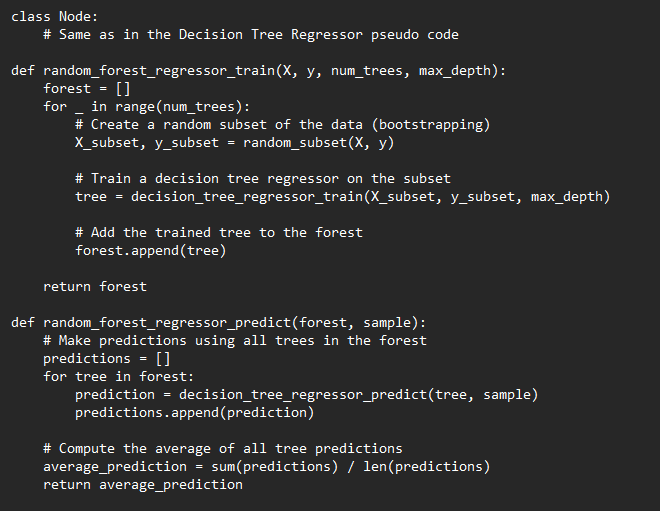 class Node:
    # Same as in the Decision Tree Regressor pseudo code

def random_forest_regressor_train(X, y, num_trees, max_depth):
    forest = []
    for _ in range(num_trees):
        # Create a random subset of the data (bootstrapping)
        X_subset, y_subset = random_subset(X, y)

        # Train a decision tree regressor on the subset
        tree = decision_tree_regressor_train(X_subset, y_subset, max_depth)

        # Add the trained tree to the forest
        forest.append(tree)

    return forest

def random_forest_regressor_predict(forest, sample):
    # Make predictions using all trees in the forest
    predictions = []
    for tree in forest:
        prediction = decision_tree_regressor_predict(tree, sample)
        predictions.append(prediction)

    # Compute the average of all tree predictions
    average_prediction = sum(predictions) / len(predictions)
    return average_prediction